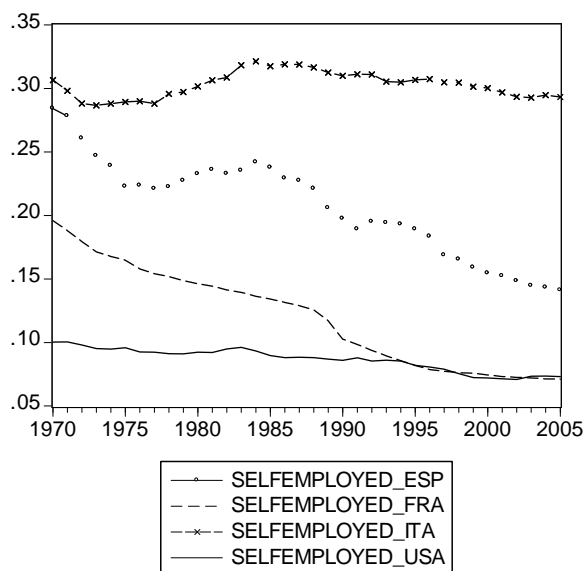 .35
.30
.25
.20
.15
.10
.05
1970 1975 1980 1985 1990 1995 2000 2005
SELFEMPLOYED_ESP
SELFEMPLOYED_FRA
SELFEMPLOYED_ITA
SELFEMPLOYED_USA